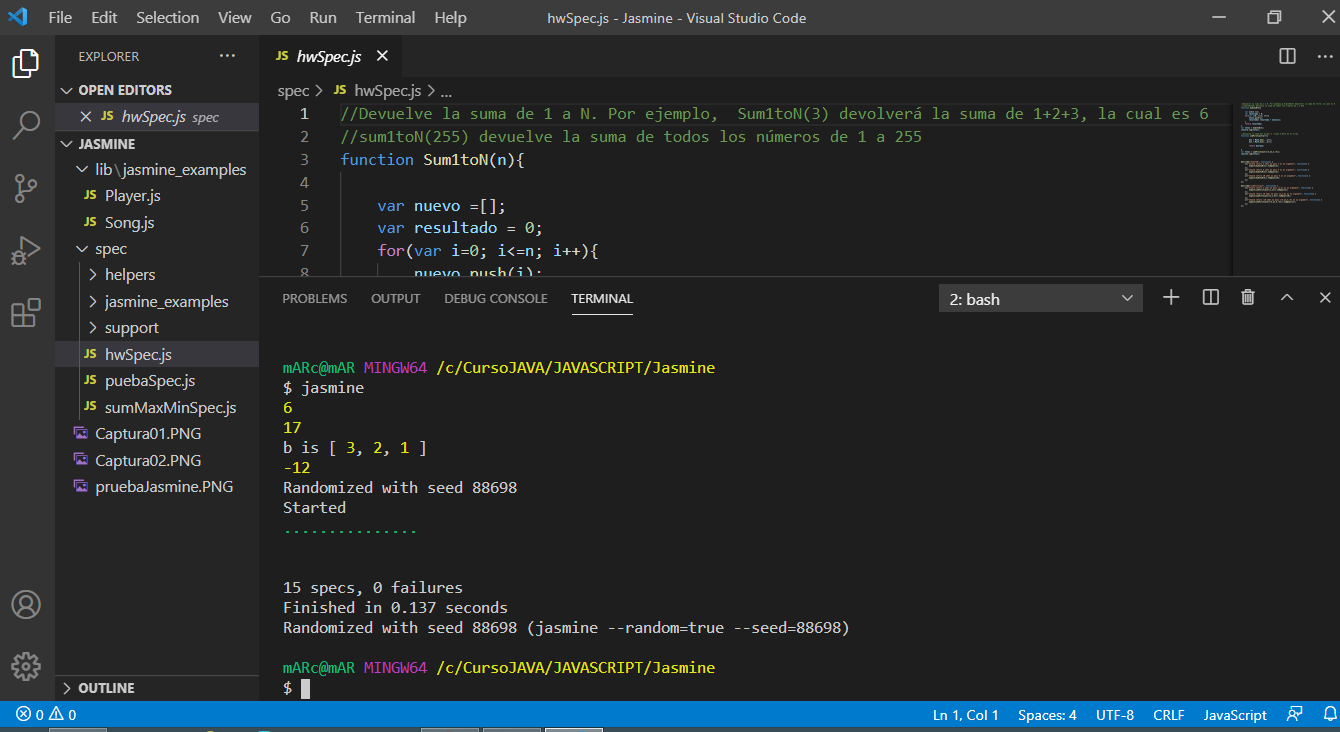 File Edit Selection View Go Run Terminal Help hwSpec.js - Jasmine - Visual Studio Code
EXPLORER
OPEN EDITORS
JS hwSpec.js spec
JASMINE
lib\jasmine_examples
JS Player.js
JS Song.js
spec
helpers
jasmine_examples
support
JS hwSpec.js
JS puebaSpec.js
JS sumMaxMinSpec.js
Captura01.PNG
Captura02.PNG
pruebaJasmine.PNG
OUTLINE
JS hwSpec.js
spec > JS hwSpec.js > ...
1 //Devuelve la suma de 1 a N. Por ejemplo, Sum1toN(3) devolverá la suma de 1+2+3, la cual es 6
2 //sum1toN(255) devuelve la suma de todos los números de 1 a 255
3 function Sum1toN(n){
4
5 var nuevo =[];
6 var resultado = 0;
7 for(var i=0; i<=n; i++){
8 nuevo.push(i);
PROBLEMS OUTPUT DEBUG CONSOLE TERMINAL 2: bash
mARc@mAR MINGW64 /c/CursoJAVA/JAVASCRIPT/Jasmine
$ jasmine
6
17
b is [ 3, 2, 1 ]
-12
Randomized with seed 88698
Started
...............
15 specs, 0 failures
Finished in 0.137 seconds
Randomized with seed 88698 (jasmine --random=true --seed=88698)
mARc@mAR MINGW64 /c/CursoJAVA/JAVASCRIPT/Jasmine
$
0 0 Ln 1, Col 1 Spaces: 4 UTF-8 CRLF JavaScript